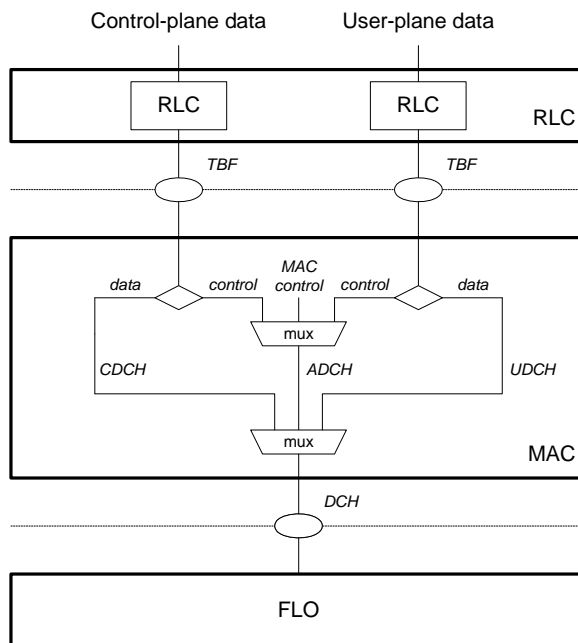 Control-plane data
User-plane data
RLC
RLC
RLC
TBF
TBF
data
control
MAC
control
control
data
mux
CDCH
ADCH
UDCH
mux
MAC
DCH
FLO